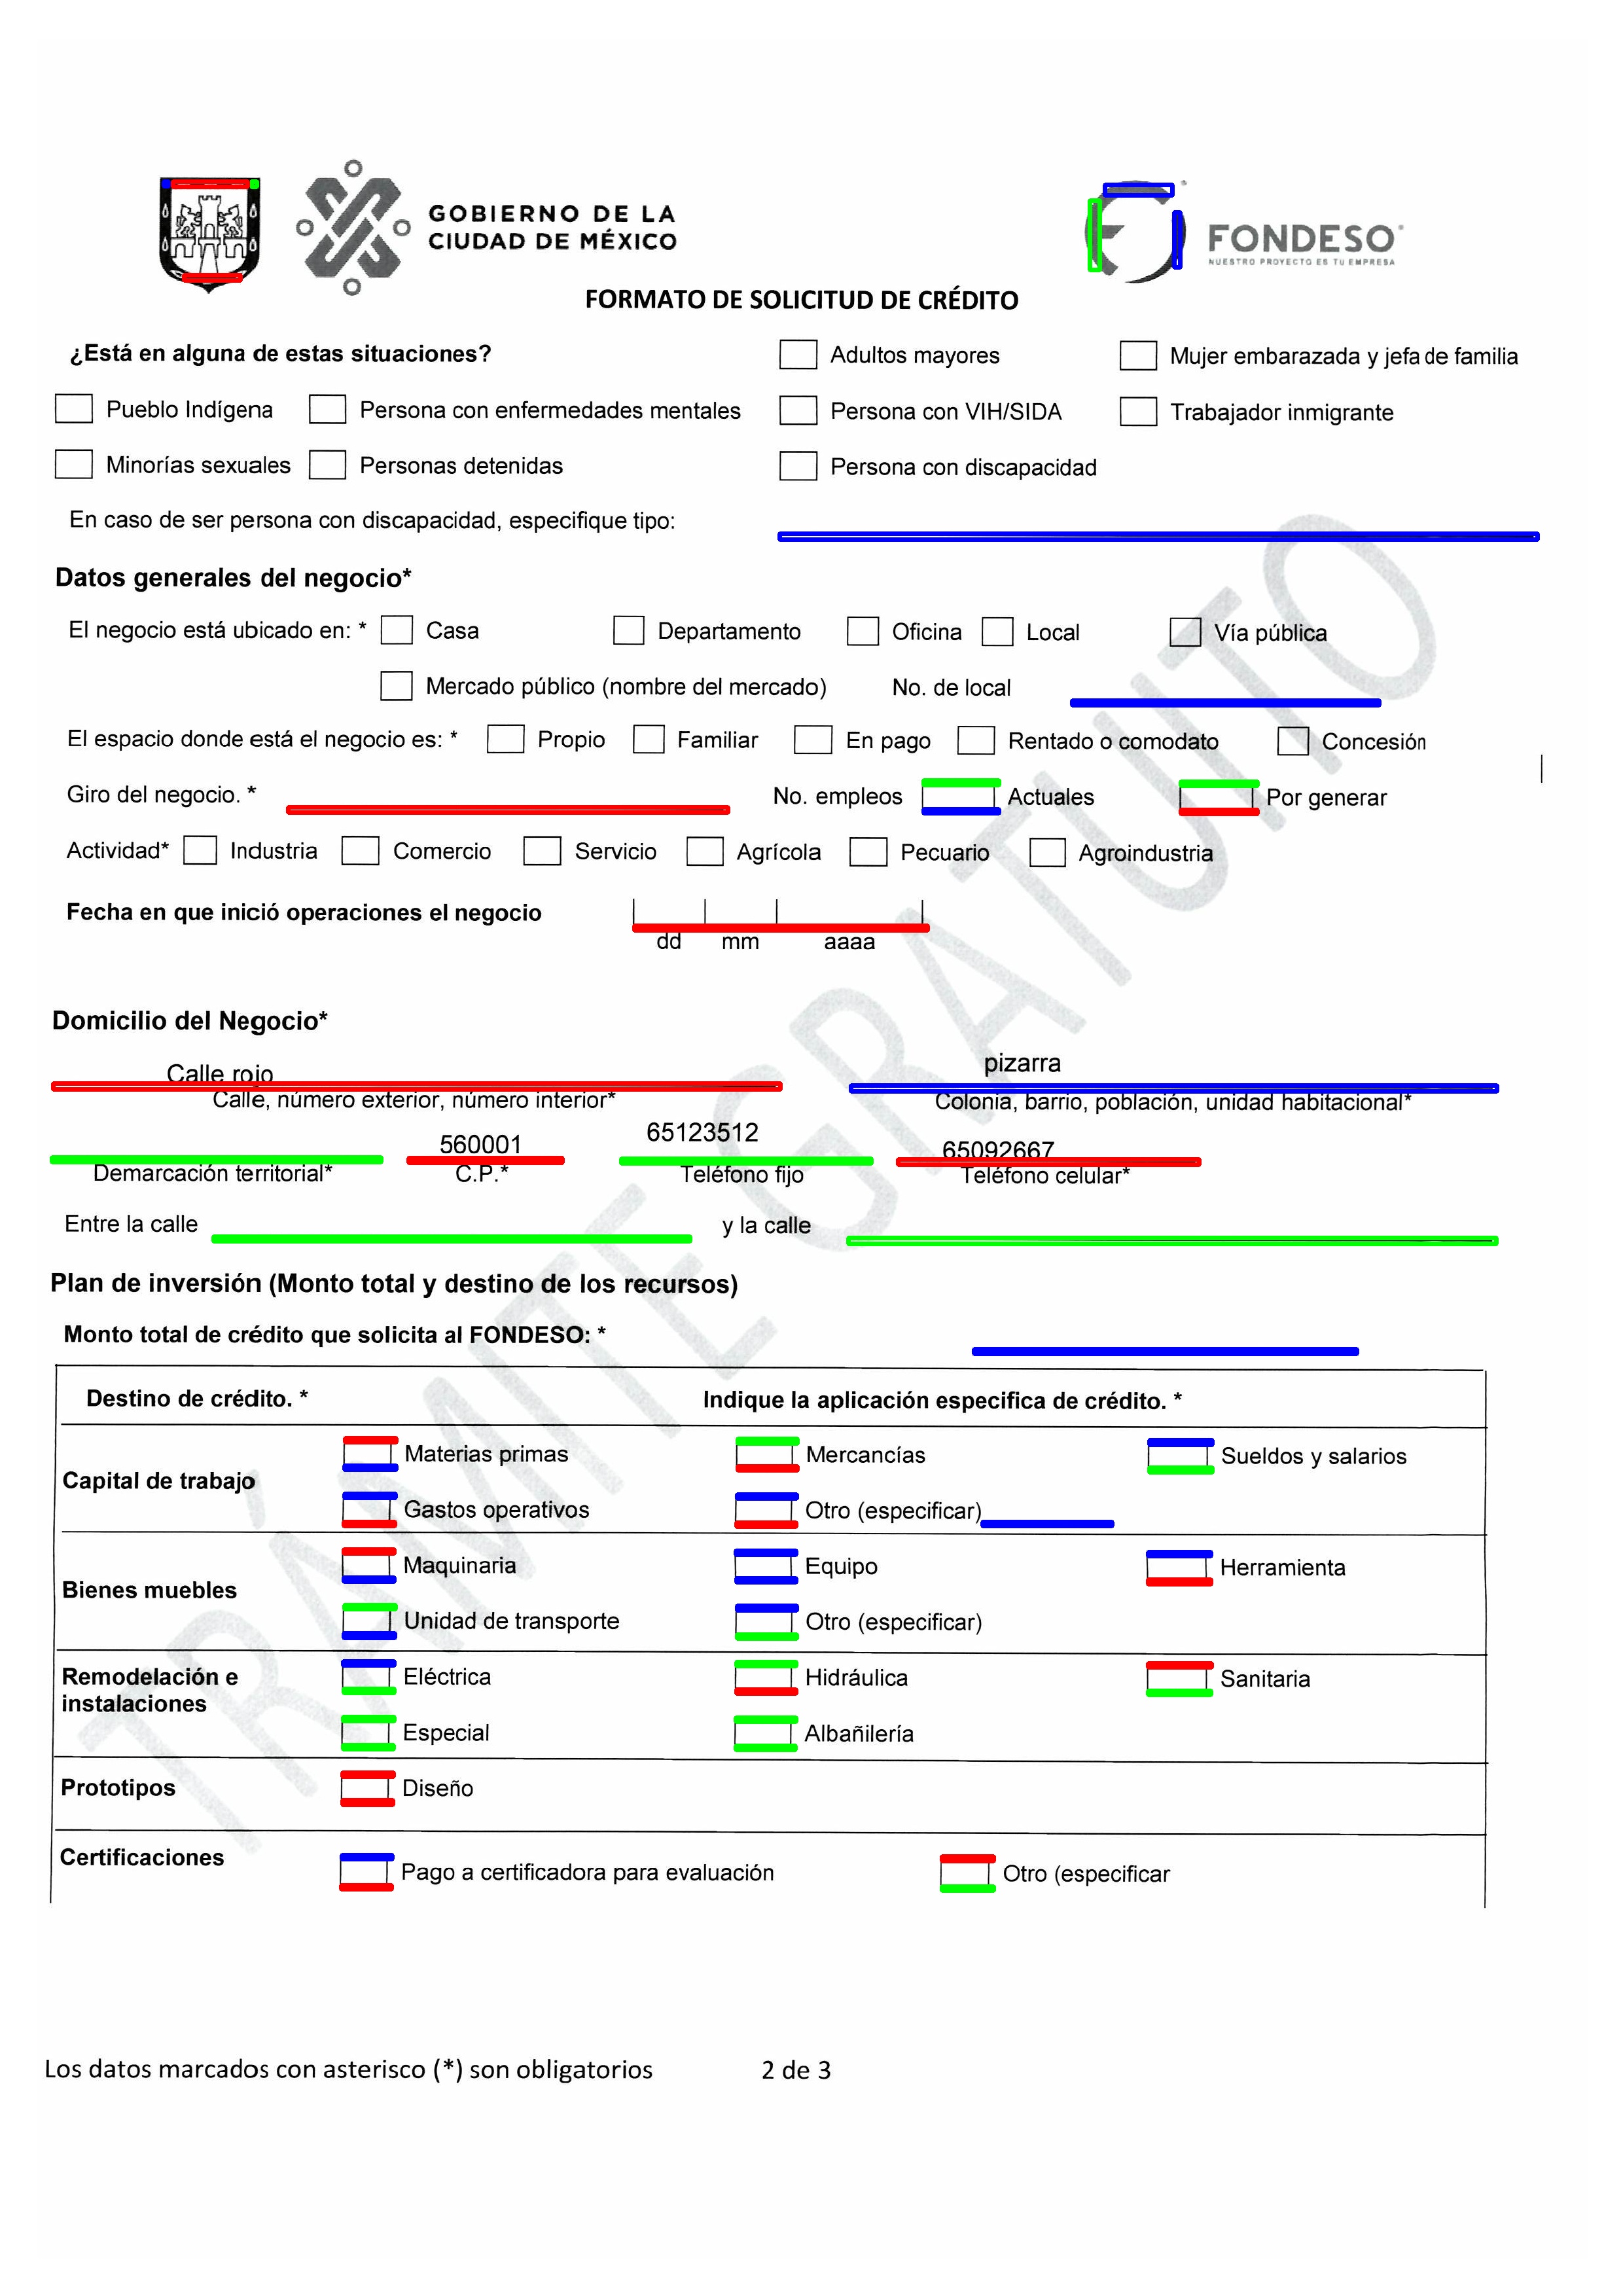 GOBIERNO DE LA
CIUDAD DE MÉXICO
FONDESO
NUESTRO PROYECTO ES TU EMPRESA
FORMATO DE SOLICITUD DE CRÉDITO
¿Está en alguna de estas situaciones? Adultos mayores Mujer embarazada y jefa de familia
Pueblo Indígena Persona con enfermedades mentales Persona con VIH/SIDA Trabajador inmigrante
Minorías sexuales Personas detenidas Persona con discapacidad
En caso de ser persona con discapacidad, especifique tipo:
Datos generales del negocio*
El negocio está ubicado en: * Casa Departamento Oficina Local Vía pública
Mercado público (nombre del mercado) No. de local
El espacio donde está el negocio es: * Propio Familiar En pago Rentado o comodato Concesión
Giro del negocio. * No. empleos Actuales Por generar
Actividad* Industria Comercio Servicio Agrícola Pecuario Agroindustria
Fecha en que inició operaciones el negocio
dd mm aaaa
Domicilio del Negocio*
Calle rojo pizarra
Calle, número exterior, número interior* Colonia, barrio, población, unidad habitacional*
560001 65123512 65092667
Demarcación territorial* C.P.* Teléfono fijo Teléfono celular*
Entre la calle y la calle
Plan de inversión (Monto total y destino de los recursos)
Monto total de crédito que solicita al FONDESO: *
Destino de crédito. * Indique la aplicación especifica de crédito. *
Capital de trabajo Materias primas Mercancías Sueldos y salarios
Gastos operativos Otro (especificar)
Bienes muebles Maquinaria Equipo Herramienta
Unidad de transporte Otro (especificar)
Remodelación e instalaciones Eléctrica Hidráulica Sanitaria
Especial Albañilería
Prototipos Diseño
Certificaciones Pago a certificadora para evaluación Otro (especificar
Los datos marcados con asterisco (*) son obligatorios 2 de 3
TRÁMITE GRATUITO